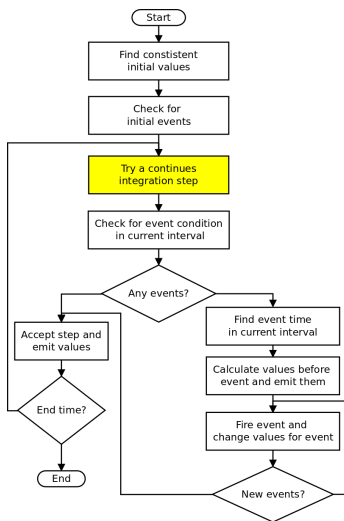 Start
Find constistent
initial values
Check for
initial events
Try a continues
integration step
Check for event condition
in current interval
Any events?
Accept step and
emit values
End time?
End
Find event time
in current interval
Calculate values before
event and emit them
Fire event and
change values for event
New events?